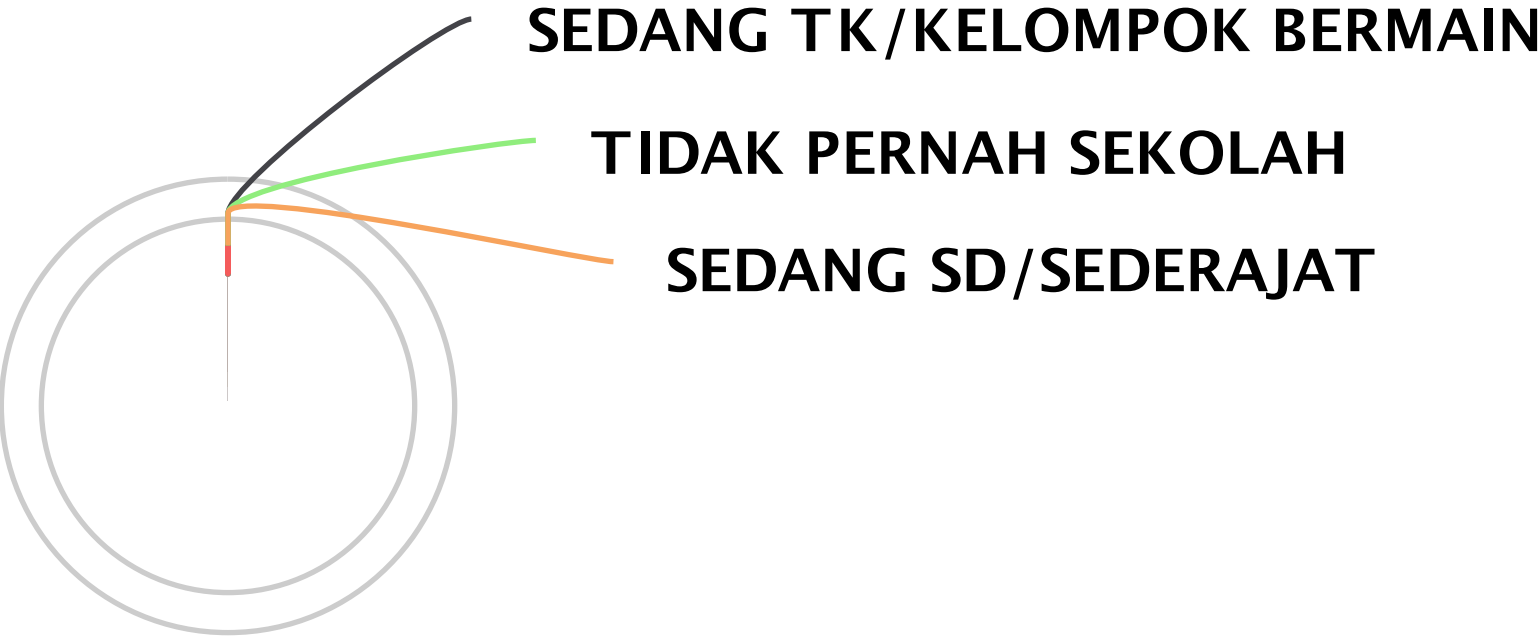 SEDANG TK/KELOMPOK BERMAIN
TIDAK PERNAH SEKOLAH
SEDANG SD/SEDERAJAT